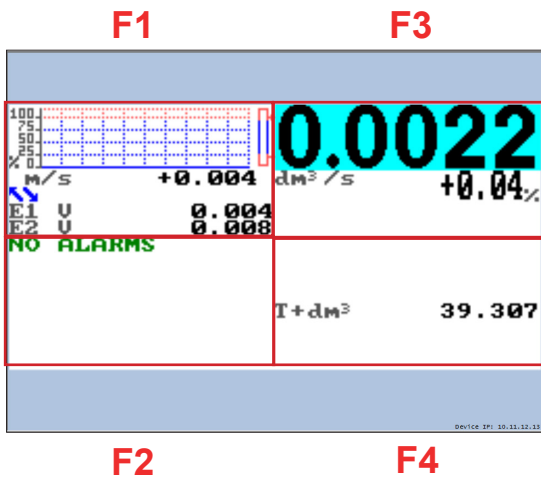 F1
F3
100
75
50
25
% 0
m/s +0.004
E1 V 0.004
E2 V 0.008
0.0022
dm³/s +0.04%
NO ALARMS
T+dm³ 39.307
Device IP: 10.11.12.13
F2
F4